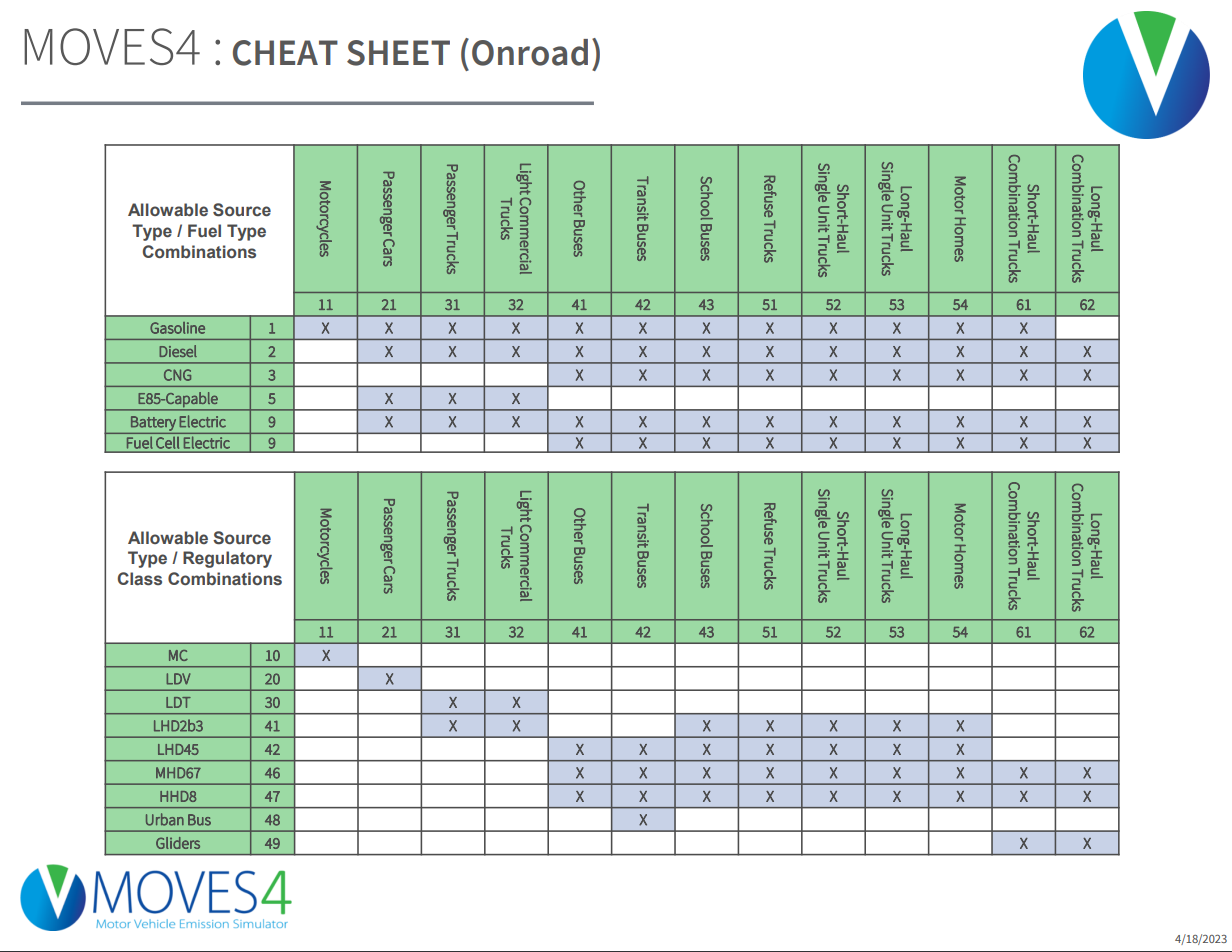 MOVES4 : CHEAT SHEET (Onroad)
Allowable Source
Type / Fuel Type
Combinations
Motorcycles
Passenger Cars
Passenger Trucks
Light Commercial
Trucks
Other Buses
Transit Buses
School Buses
Refuse Trucks
Short-Haul
Single Unit Trucks
Long-Haul
Single Unit Trucks
Motor Homes
Short-Haul
Combination Trucks
Long-Haul
Combination Trucks
11 21 31 32 41 42 43 51 52 53 54 61 62
Gasoline 1 X X X X X X X X X X X X
Diesel 2 X X X X X X X X X X X X
CNG 3 X X X X X X X X X
E85-Capable 5 X X X
Battery Electric 9 X X X X X X X X X X X X
Fuel Cell Electric 9 X X X X X X X X X
Allowable Source
Type / Regulatory
Class Combinations
Motorcycles
Passenger Cars
Passenger Trucks
Light Commercial
Trucks
Other Buses
Transit Buses
School Buses
Refuse Trucks
Short-Haul
Single Unit Trucks
Long-Haul
Single Unit Trucks
Motor Homes
Short-Haul
Combination Trucks
Long-Haul
Combination Trucks
11 21 31 32 41 42 43 51 52 53 54 61 62
MC 10 X
LDV 20 X
LDT 30 X X
LHD2b3 41 X X X X X X X
LHD45 42 X X X X X X X
MHD67 46 X X X X X X X X X
HHD8 47 X X X X X X X X X
Urban Bus 48 X
Gliders 49 X X
MOVES4
Motor Vehicle Emission Simulator
4/18/2023